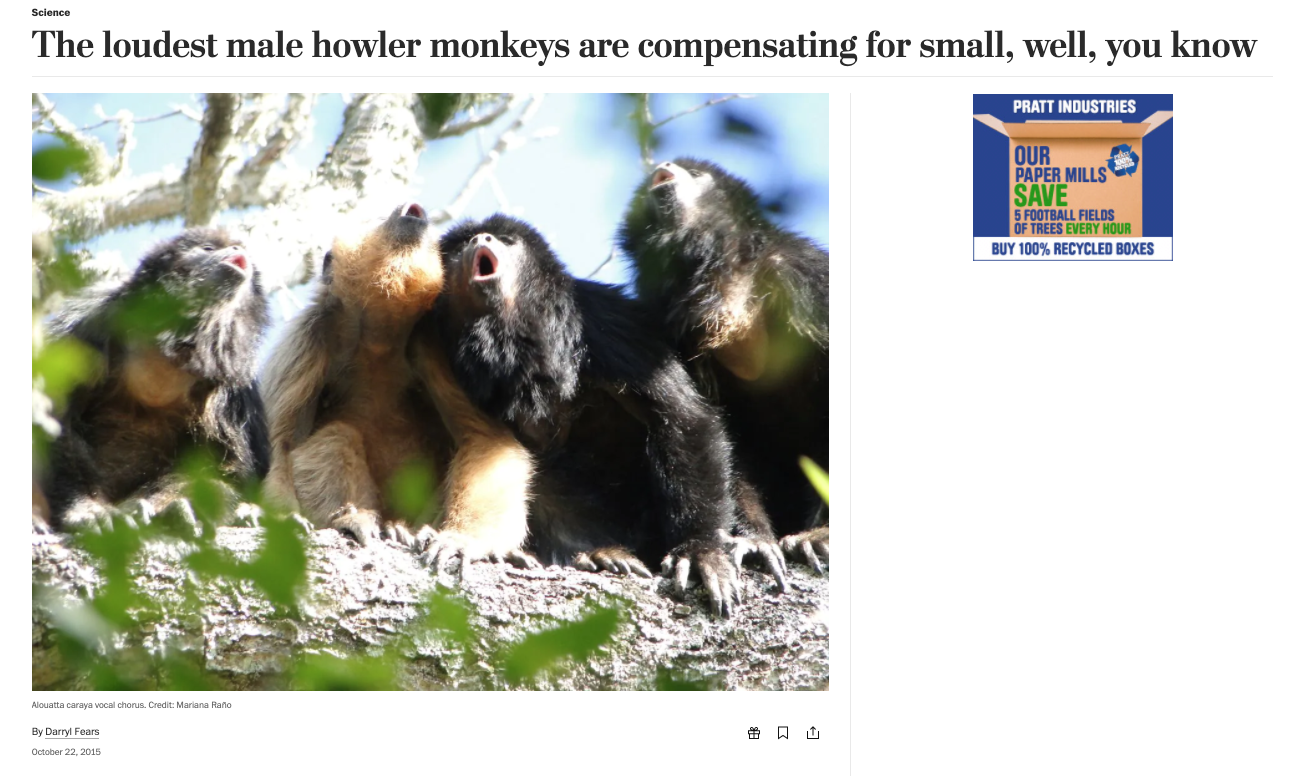 Science
The loudest male howler monkeys are compensating for small, well, you know
PRATT INDUSTRIES
OUR
PAPER MILLS
SAVE
5 FOOTBALL FIELDS
OF TREES EVERY HOUR
100%
BUY 100% RECYCLED BOXES
Alouatta caraya vocal chorus. Credit: Mariana Raño
By Darryl Fears
October 22, 2015